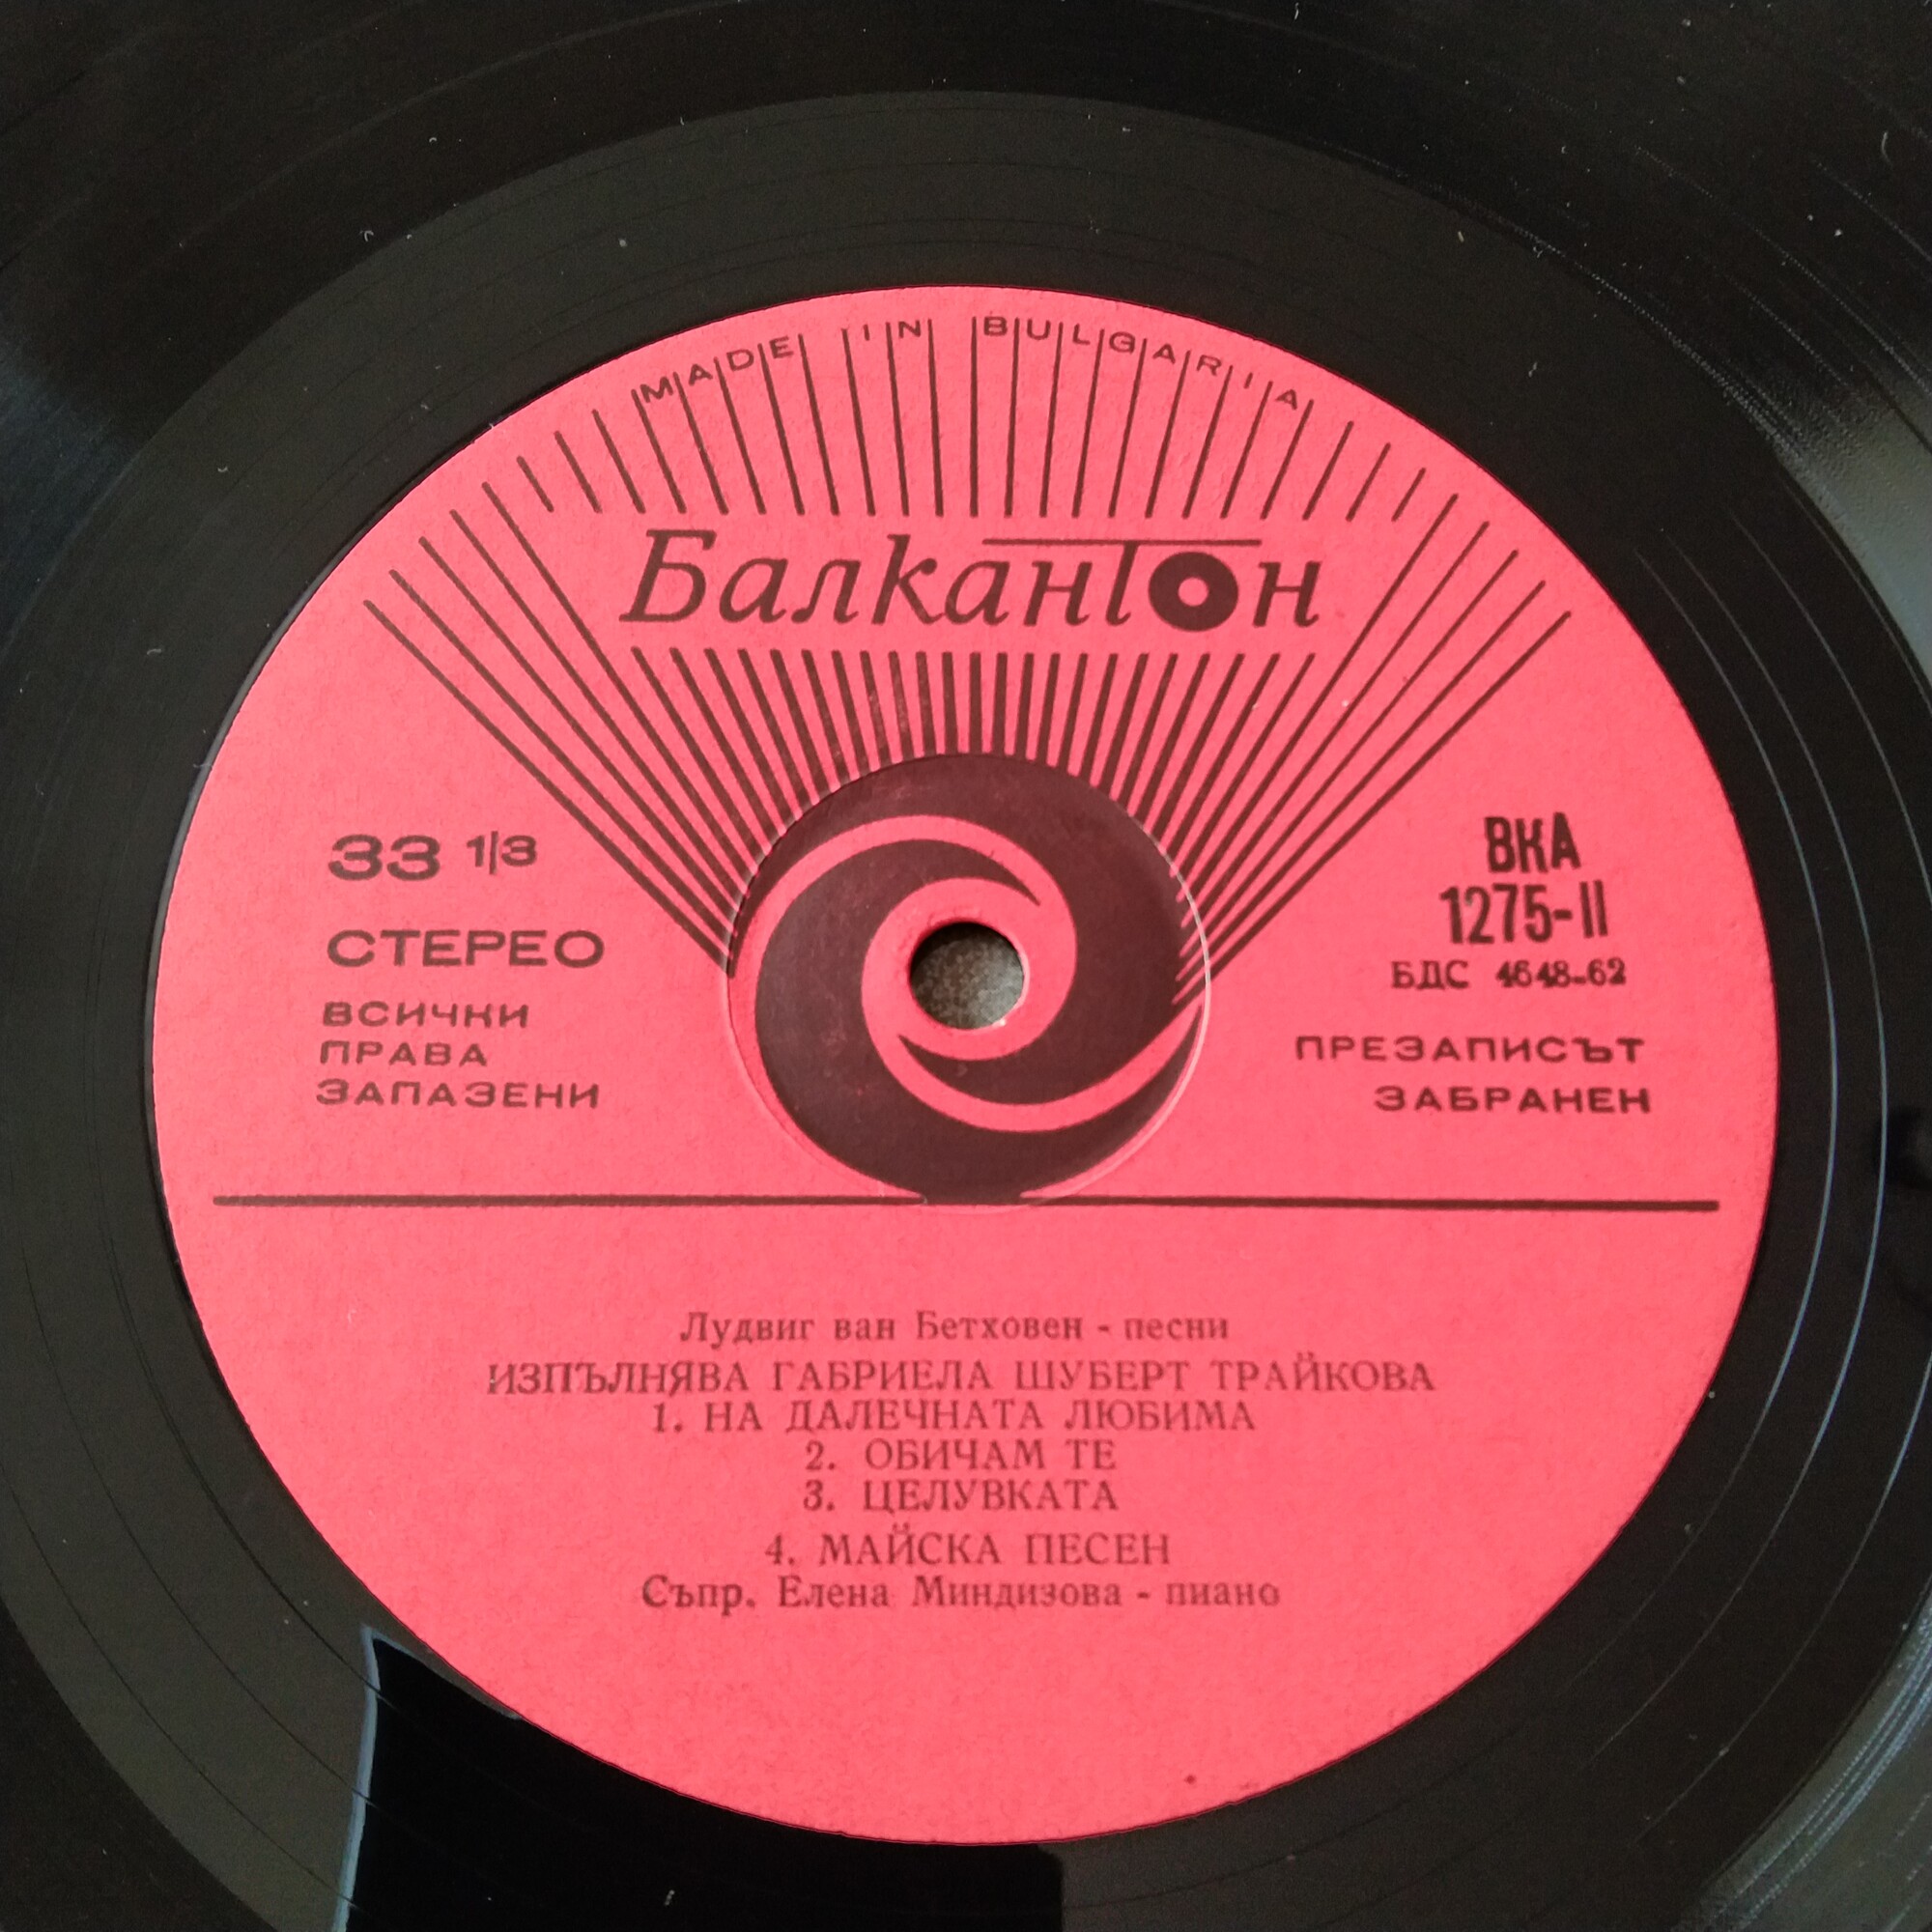 MADE IN BULGARIA
Балкантон
33 1/3
СТЕРЕО
ВСИЧКИ
ПРАВА
ЗАПАЗЕНИ
ВКА
1275-II
БДС 4648-62
ПРЕЗАПИСЪТ
ЗАБРАНЕН
Лудвиг ван Бетховен - песни
ИЗПЪЛНЯВА ГАБРИЕЛА ШУБЕРТ ТРАЙКОВА
1. НА ДАЛЕЧНАТА ЛЮБИМА
2. ОБИЧАМ ТЕ
3. ЦЕЛУВКАТА
4. МАЙСКА ПЕСЕН
Съпр. Елена Миндизова - пиано